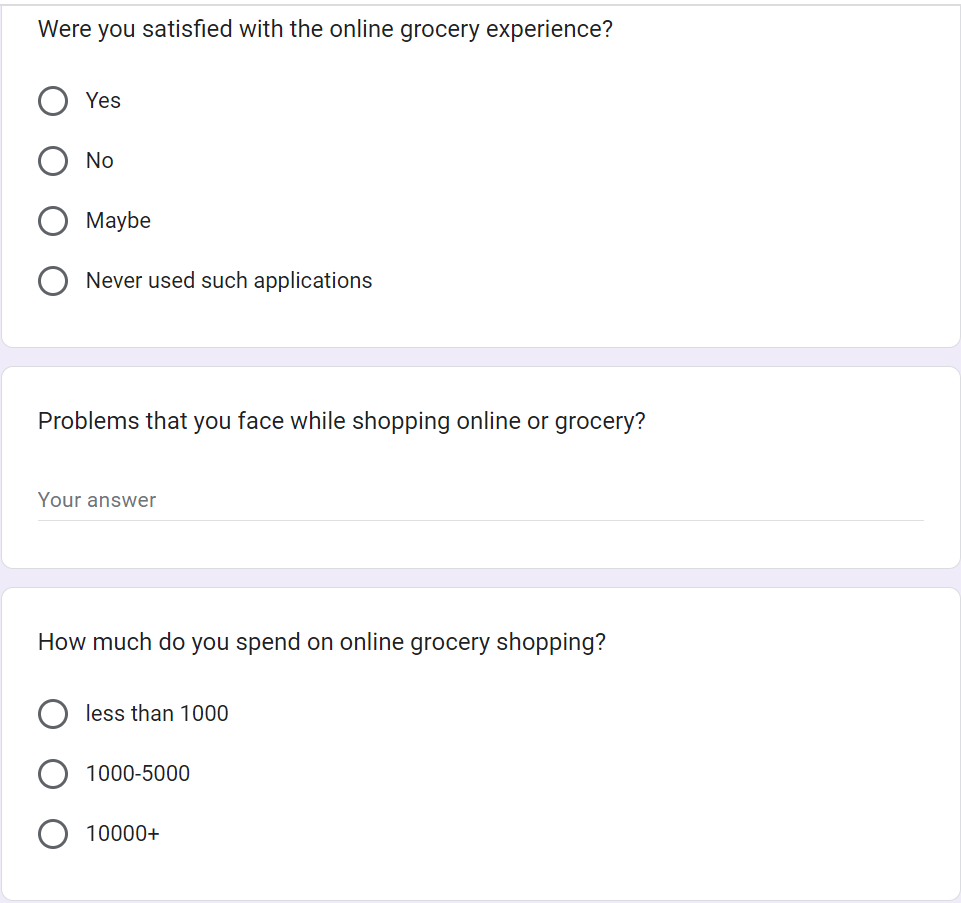 Were you satisfied with the online grocery experience?
Yes
No
Maybe
Never used such applications
Problems that you face while shopping online or grocery?
Your answer
How much do you spend on online grocery shopping?
less than 1000
1000-5000
10000+